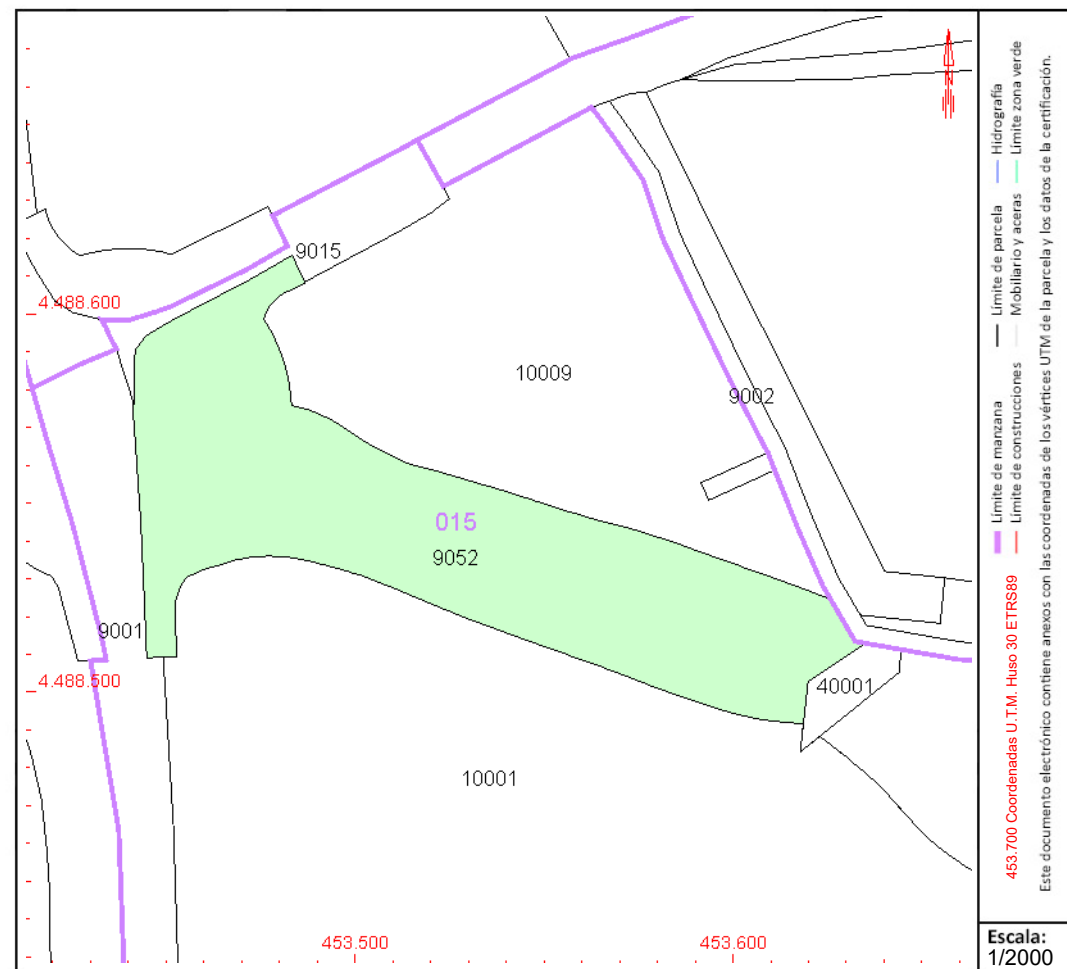 9015
4.488.600
10009
9002
015
9052
9001
4.488.500
40001
10001
453.500
453.600
Límite de manzana
Límite de parcela
Hidrografía
Límite de construcciones
Mobiliario y aceras
Límite zona verde
453.700 Coordenadas U.T.M. Huso 30 ETRS89
Este documento electrónico contiene anexos con las coordenadas de los vértices UTM de la parcela y los datos de la certificación.
Escala:
1/2000